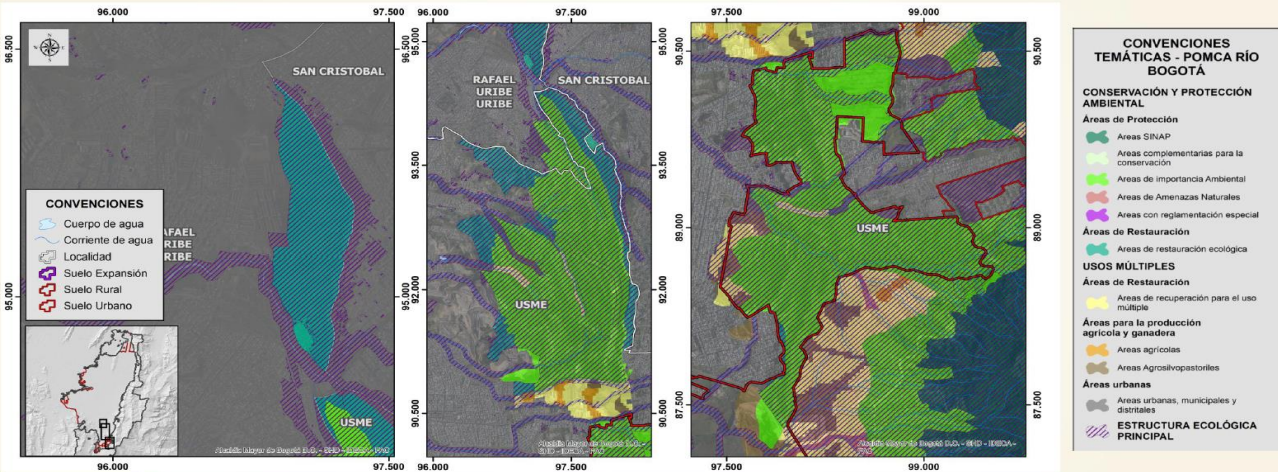 96.000
97.500
96.500
95.000
SAN CRISTOBAL
RIBE
RIBE
USME
CONVENCIONES
Cuerpo de agua
Corriente de agua
Localidad
Suelo Expansión
Suelo Rural
Suelo Urbano
96.000
97.500
96.500
95.000
96.000
97.500
RAFAEL
URIBE
URIBE
SAN CRISTOBAL
USME
93.500
92.000
90.500
95.000
93.500
92.000
90.500
96.000
97.500
97.500
99.000
90.500
89.000
87.500
USME
90.500
89.000
87.500
97.500
99.000
CONVENCIONES
TEMÁTICAS - POMCA RÍO
BOGOTÁ
CONSERVACIÓN Y PROTECCIÓN
AMBIENTAL
Áreas de Protección
Areas SINAP
Areas complementarias para la
conservación
Areas de importancia Ambiental
Areas de Amenazas Naturales
Areas con reglamentación especial
Áreas de Restauración
Areas de restauración ecológica
USOS MÚLTIPLES
Áreas de Restauración
Areas de recuperación para el uso
múltiple
Áreas para la producción
agrícola y ganadera
Areas agrícolas
Areas Agrosilvopastoriles
Áreas urbanas
Areas urbanas, municipales y
distritales
ESTRUCTURA ECOLÓGICA
PRINCIPAL